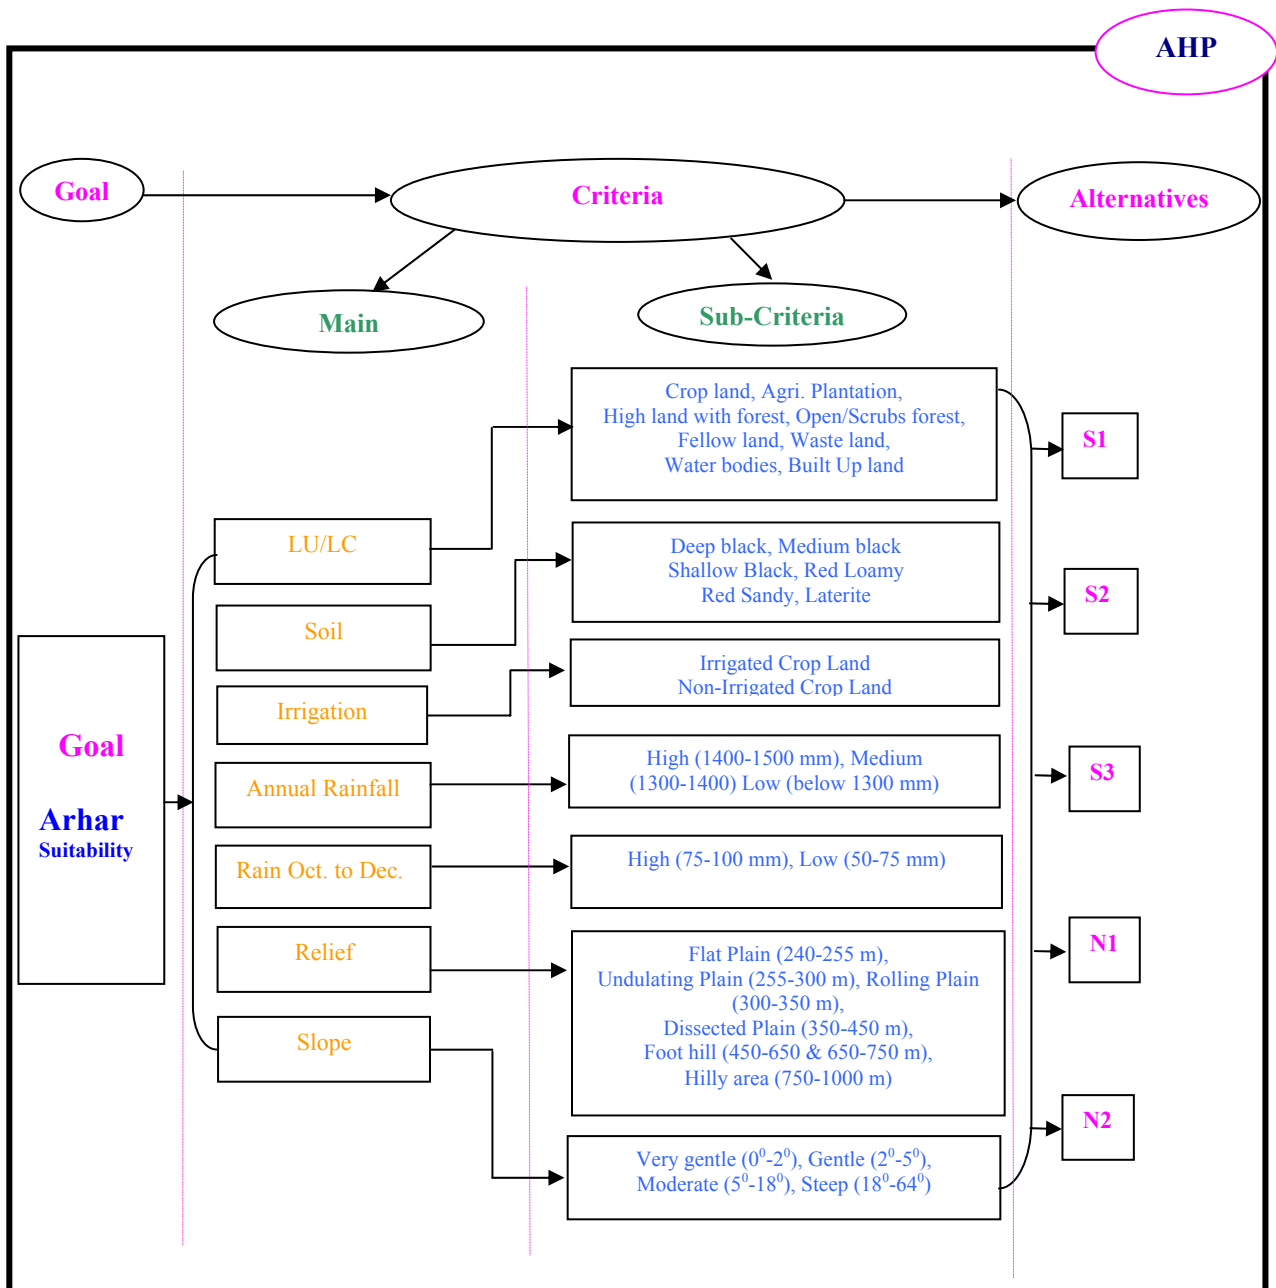 AHP
Goal
Criteria
Alternatives
Main
Sub-Criteria
Crop land, Agri. Plantation,
High land with forest, Open/Scrubs forest,
Fellow land, Waste land,
Water bodies, Built Up land
S1
LU/LC
Deep black, Medium black
Shallow Black, Red Loamy
Red Sandy, Laterite
S2
Soil
Irrigated Crop Land
Non-Irrigated Crop Land
Irrigation
Goal
Arhar
Suitability
Annual Rainfall
High (1400-1500 mm), Medium
(1300-1400) Low (below 1300 mm)
S3
Rain Oct. to Dec.
High (75-100 mm), Low (50-75 mm)
Relief
Flat Plain (240-255 m),
Undulating Plain (255-300 m), Rolling Plain
(300-350 m),
Dissected Plain (350-450 m),
Foot hill (450-650 & 650-750 m),
Hilly area (750-1000 m)
N1
Slope
Very gentle (0⁰-2⁰), Gentle (2⁰-5⁰),
Moderate (5⁰-18⁰), Steep (18⁰-64⁰)
N2